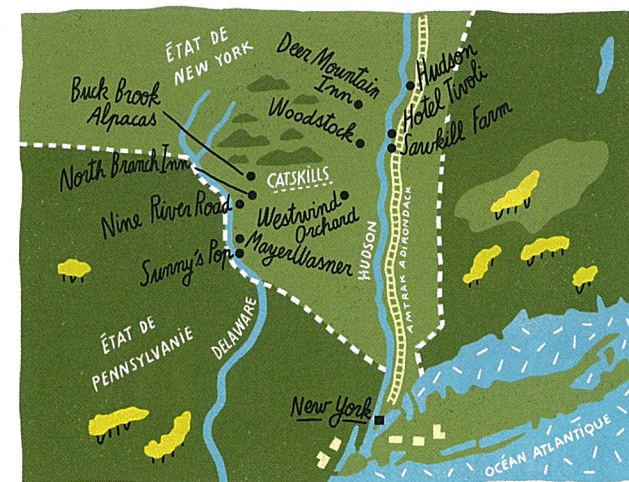 ÉTAT DE
NEW YORK
Deer Mountain
Inn
Hudson
Buck Brook
Alpacas
Woodstock
Hotel Tivoli
Sawkill Farm
North Branch Inn
CATSKILLS
Nine River Road
Westwind
Orchard
Sunny's Pop
Mayer Wasner
HUDSON
AMTRAK ADIRONDACK
ÉTAT DE
PENNSYLVANIE
DELAWARE
New York
OCÉAN ATLANTIQUE